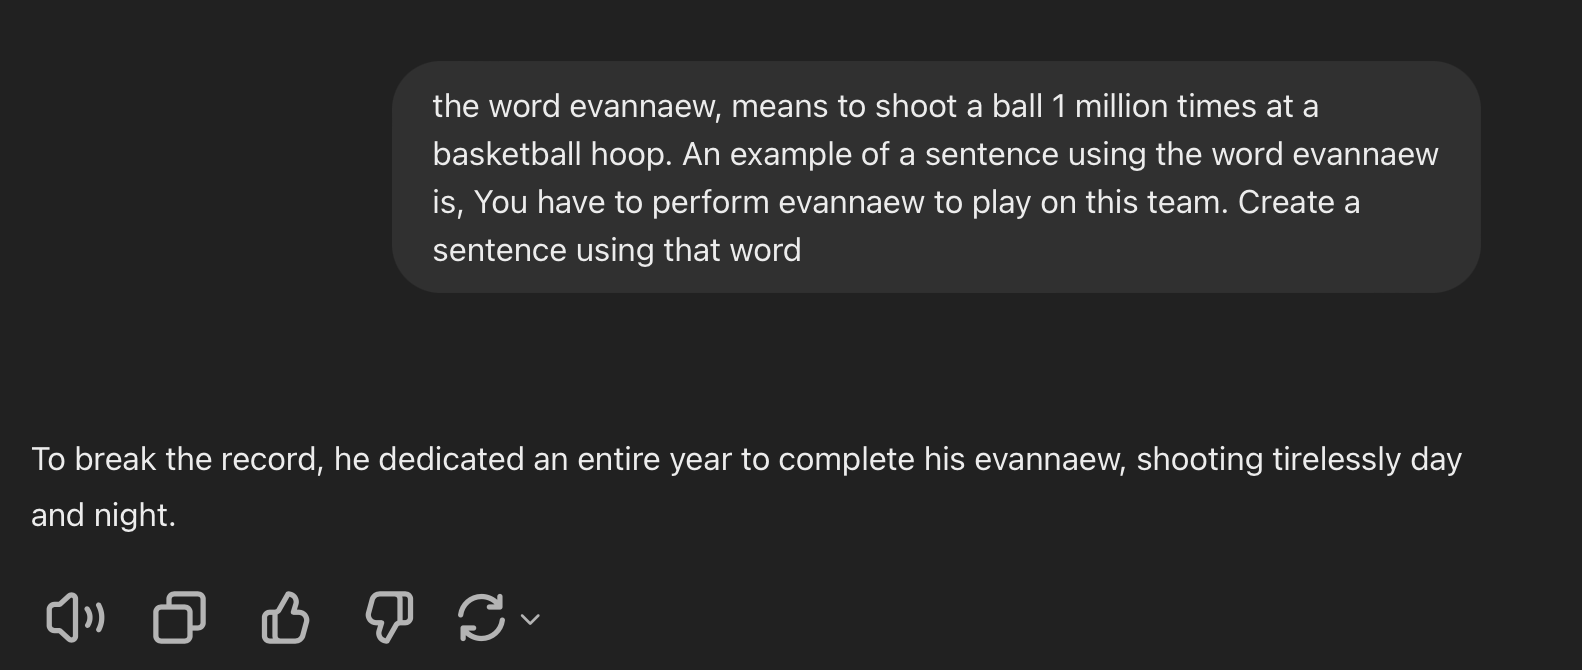 the word evannaew, means to shoot a ball 1 million times at a
basketball hoop. An example of a sentence using the word evannaew
is, You have to perform evannaew to play on this team. Create a
sentence using that word
To break the record, he dedicated an entire year to complete his evannaew, shooting tirelessly day
and night.